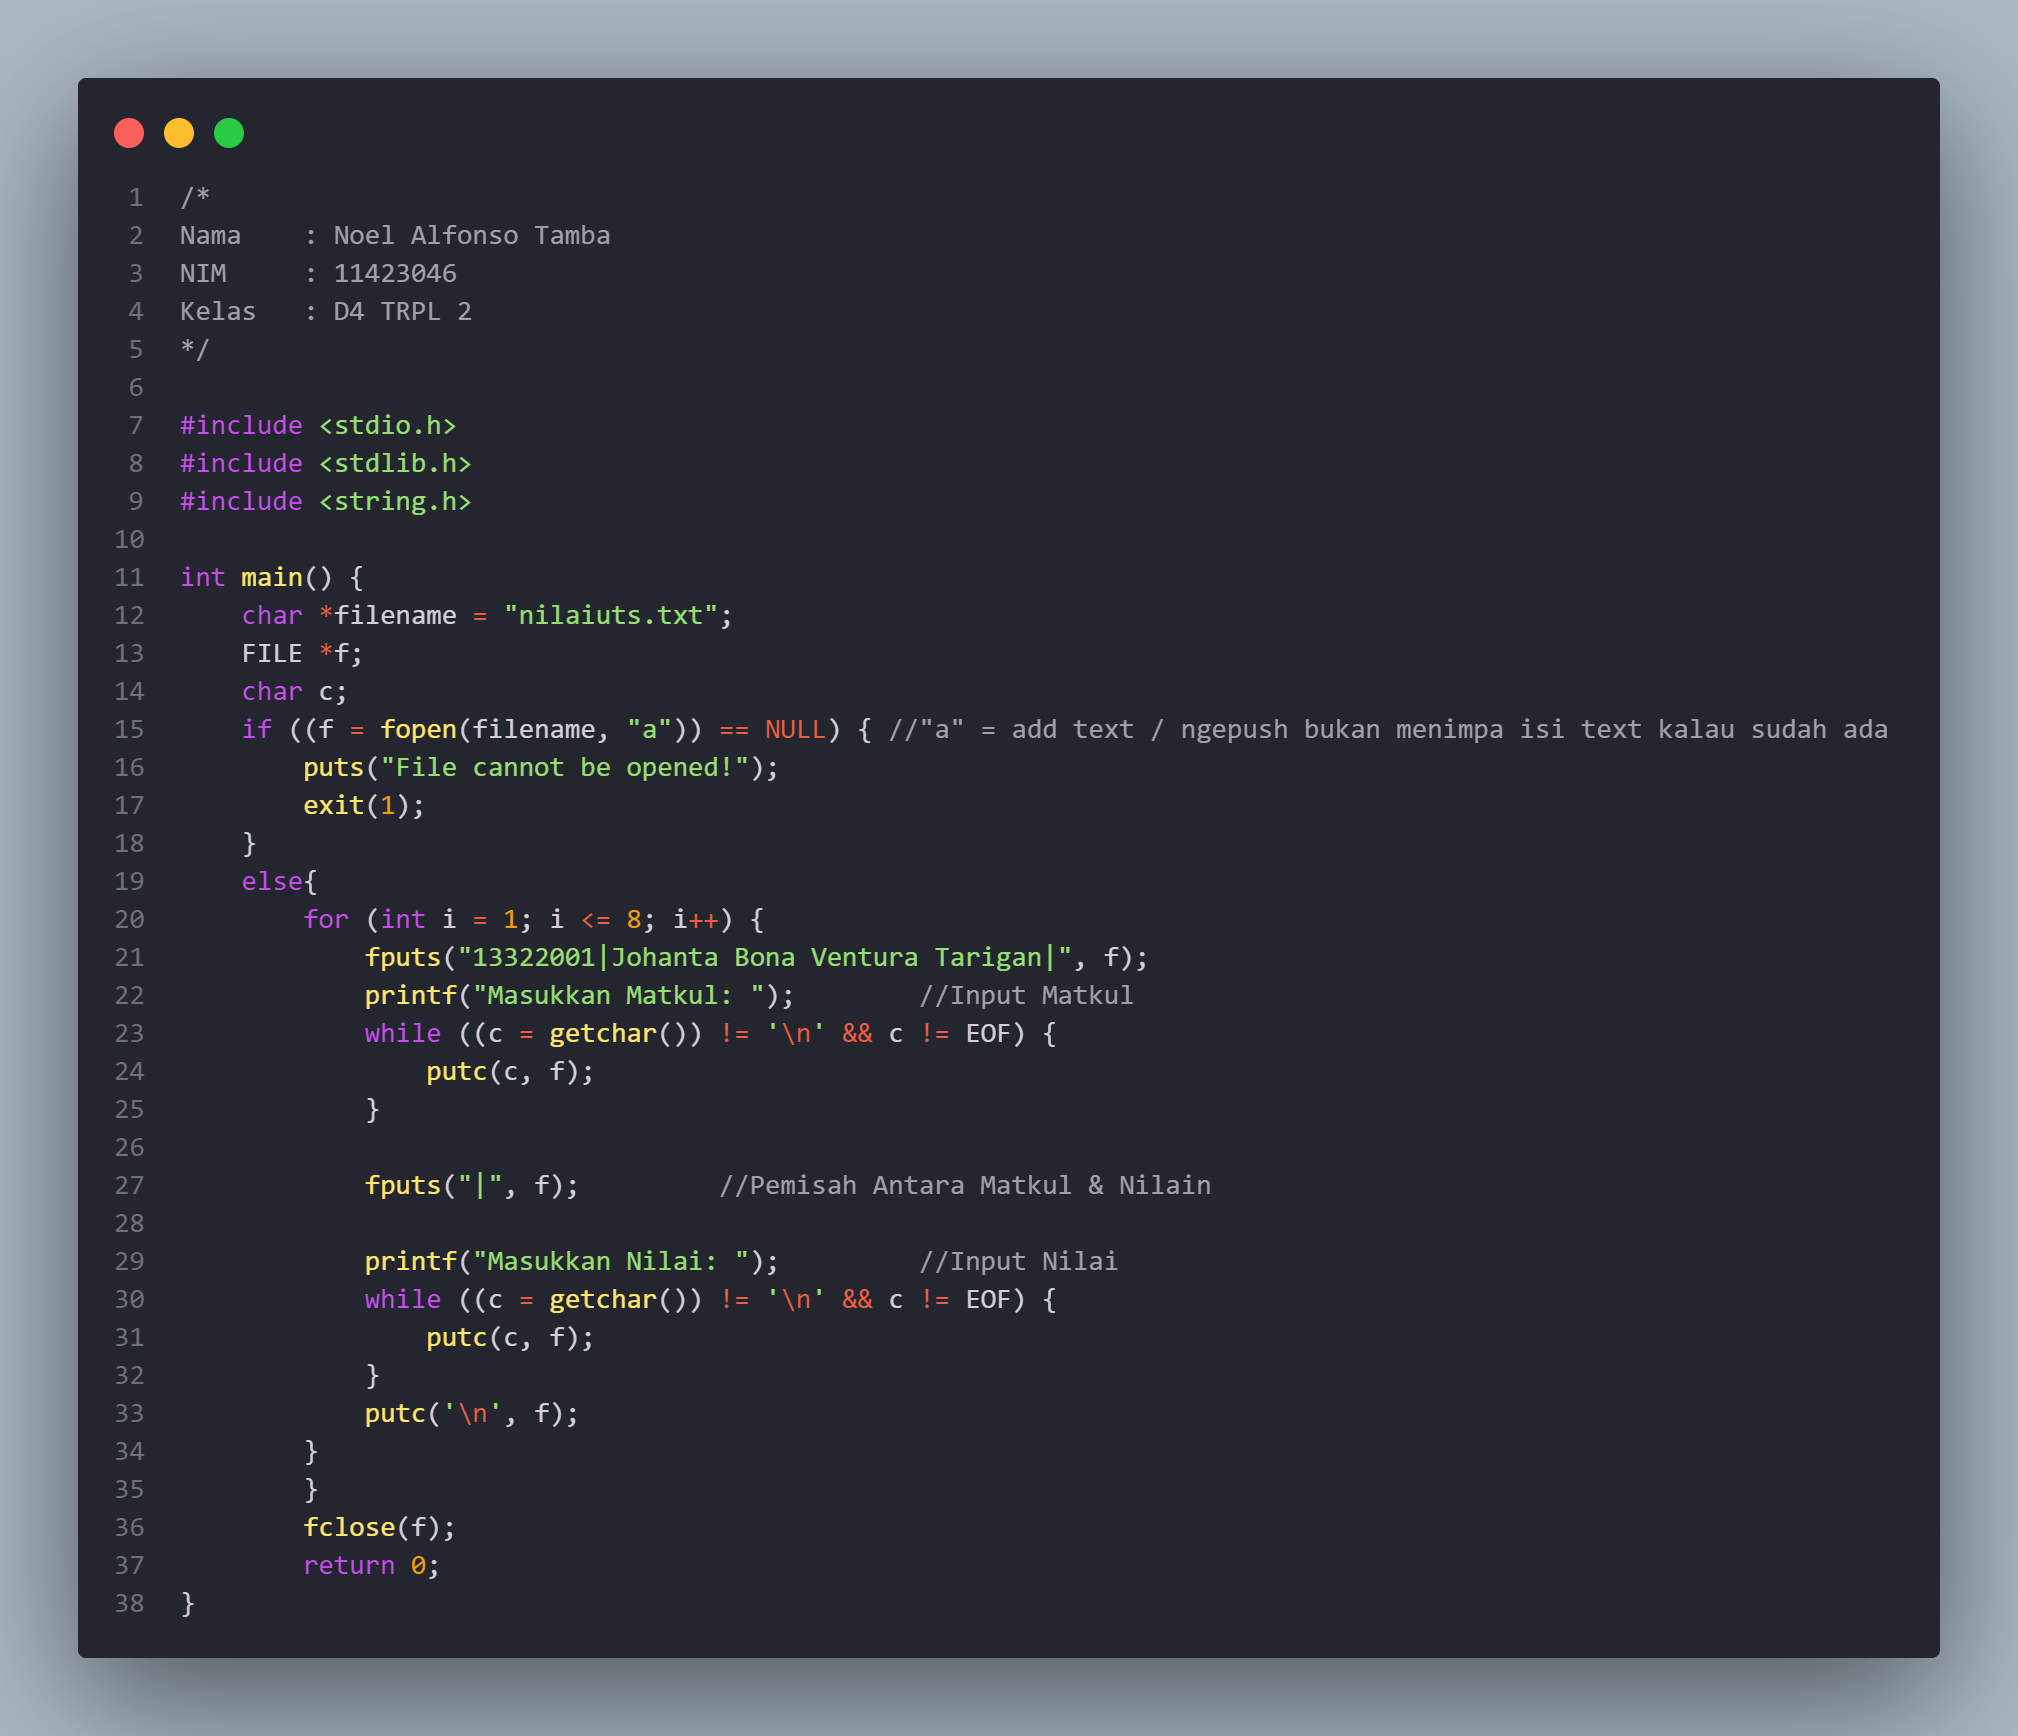 1 /*
2 Nama    : Noel Alfonso Tamba
3 NIM     : 11423046
4 Kelas   : D4 TRPL 2
5 */
6
7 #include <stdio.h>
8 #include <stdlib.h>
9 #include <string.h>
10
11 int main() {
12     char *filename = "nilaiuts.txt";
13     FILE *f;
14     char c;
15     if ((f = fopen(filename, "a")) == NULL) { //"a" = add text / ngepush bukan menimpa isi text kalau sudah ada
16         puts("File cannot be opened!");
17         exit(1);
18     }
19     else{
20         for (int i = 1; i <= 8; i++) {
21             fputs("13322001|Johanta Bona Ventura Tarigan|", f);
22             printf("Masukkan Matkul: ");        //Input Matkul
23             while ((c = getchar()) != '\n' && c != EOF) {
24                 putc(c, f);
25             }
26
27             fputs("|", f);         //Pemisah Antara Matkul & Nilain
28
29             printf("Masukkan Nilai: ");         //Input Nilai
30             while ((c = getchar()) != '\n' && c != EOF) {
31                 putc(c, f);
32             }
33             putc('\n', f);
34         }
35         }
36         fclose(f);
37         return 0;
38 }